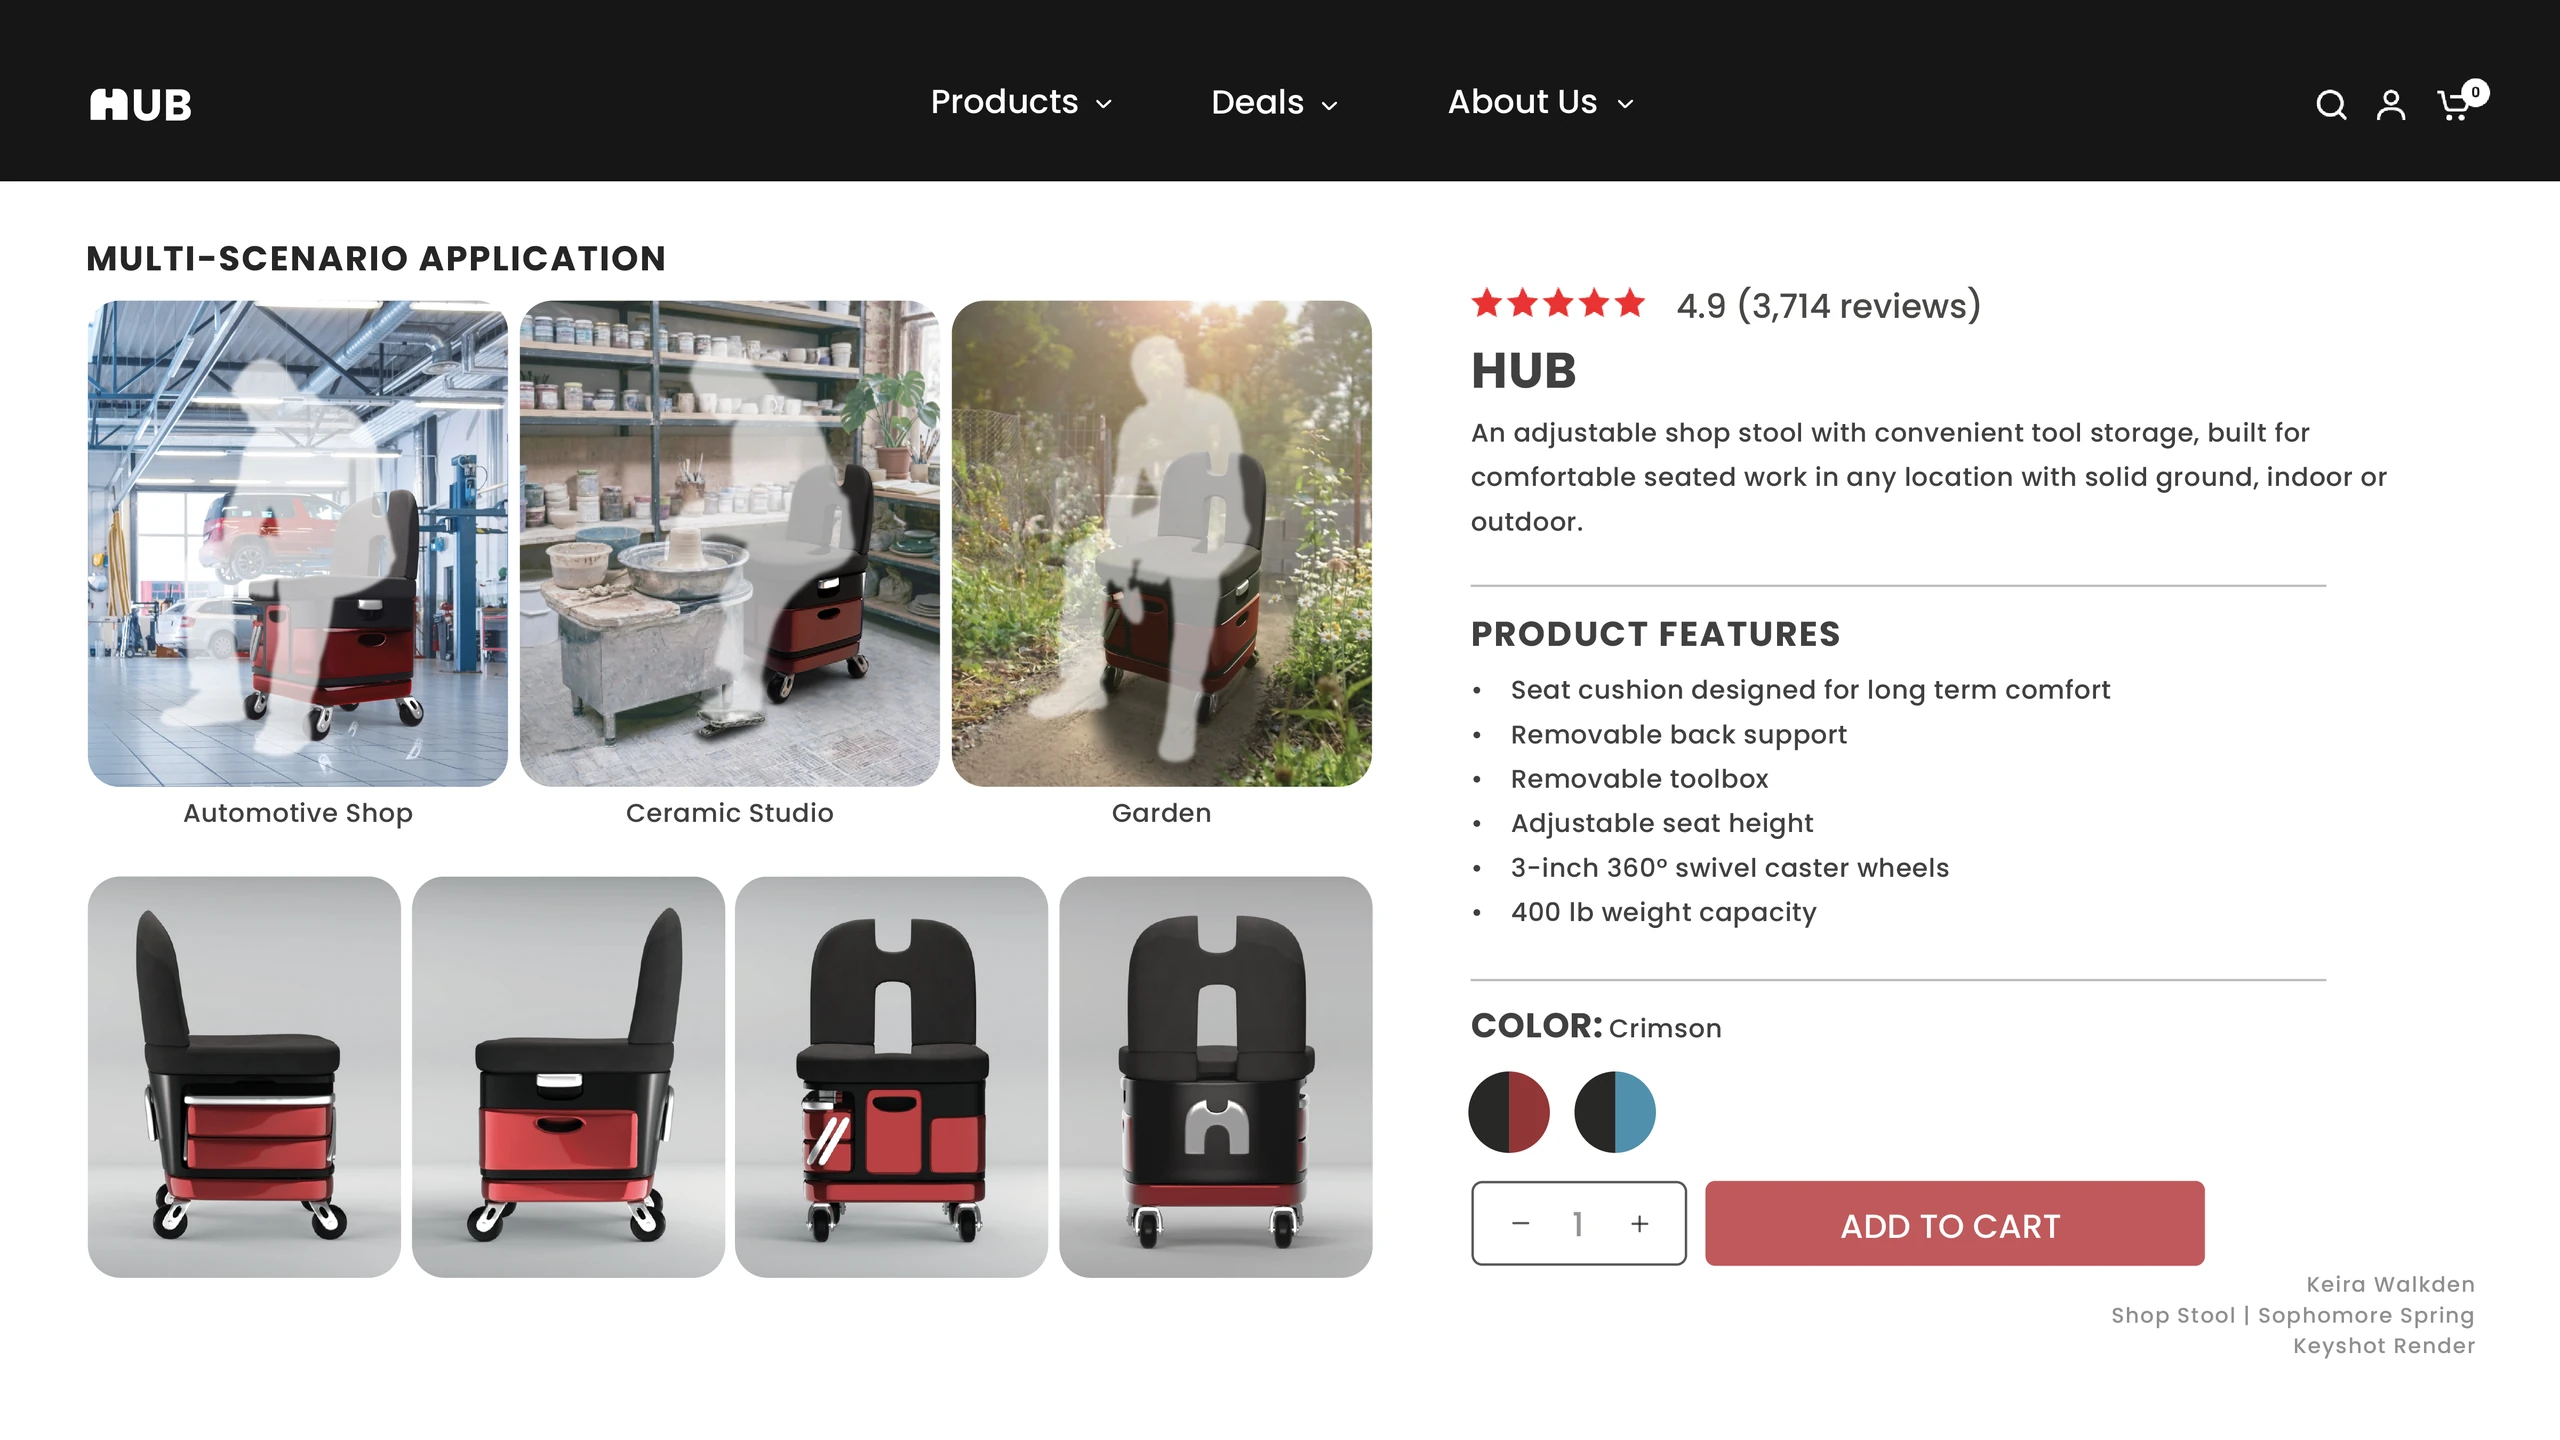 HUB
Products
Deals
About Us
0
MULTI-SCENARIO APPLICATION
Automotive Shop
Ceramic Studio
Garden
4.9 (3,714 reviews)
HUB
An adjustable shop stool with convenient tool storage, built for
comfortable seated work in any location with solid ground, indoor or
outdoor.
PRODUCT FEATURES
• Seat cushion designed for long term comfort
• Removable back support
• Removable toolbox
• Adjustable seat height
• 3-inch 360° swivel caster wheels
• 400 lb weight capacity
COLOR: Crimson
− 1 +
ADD TO CART
Keira Walkden
Shop Stool | Sophomore Spring
Keyshot Render